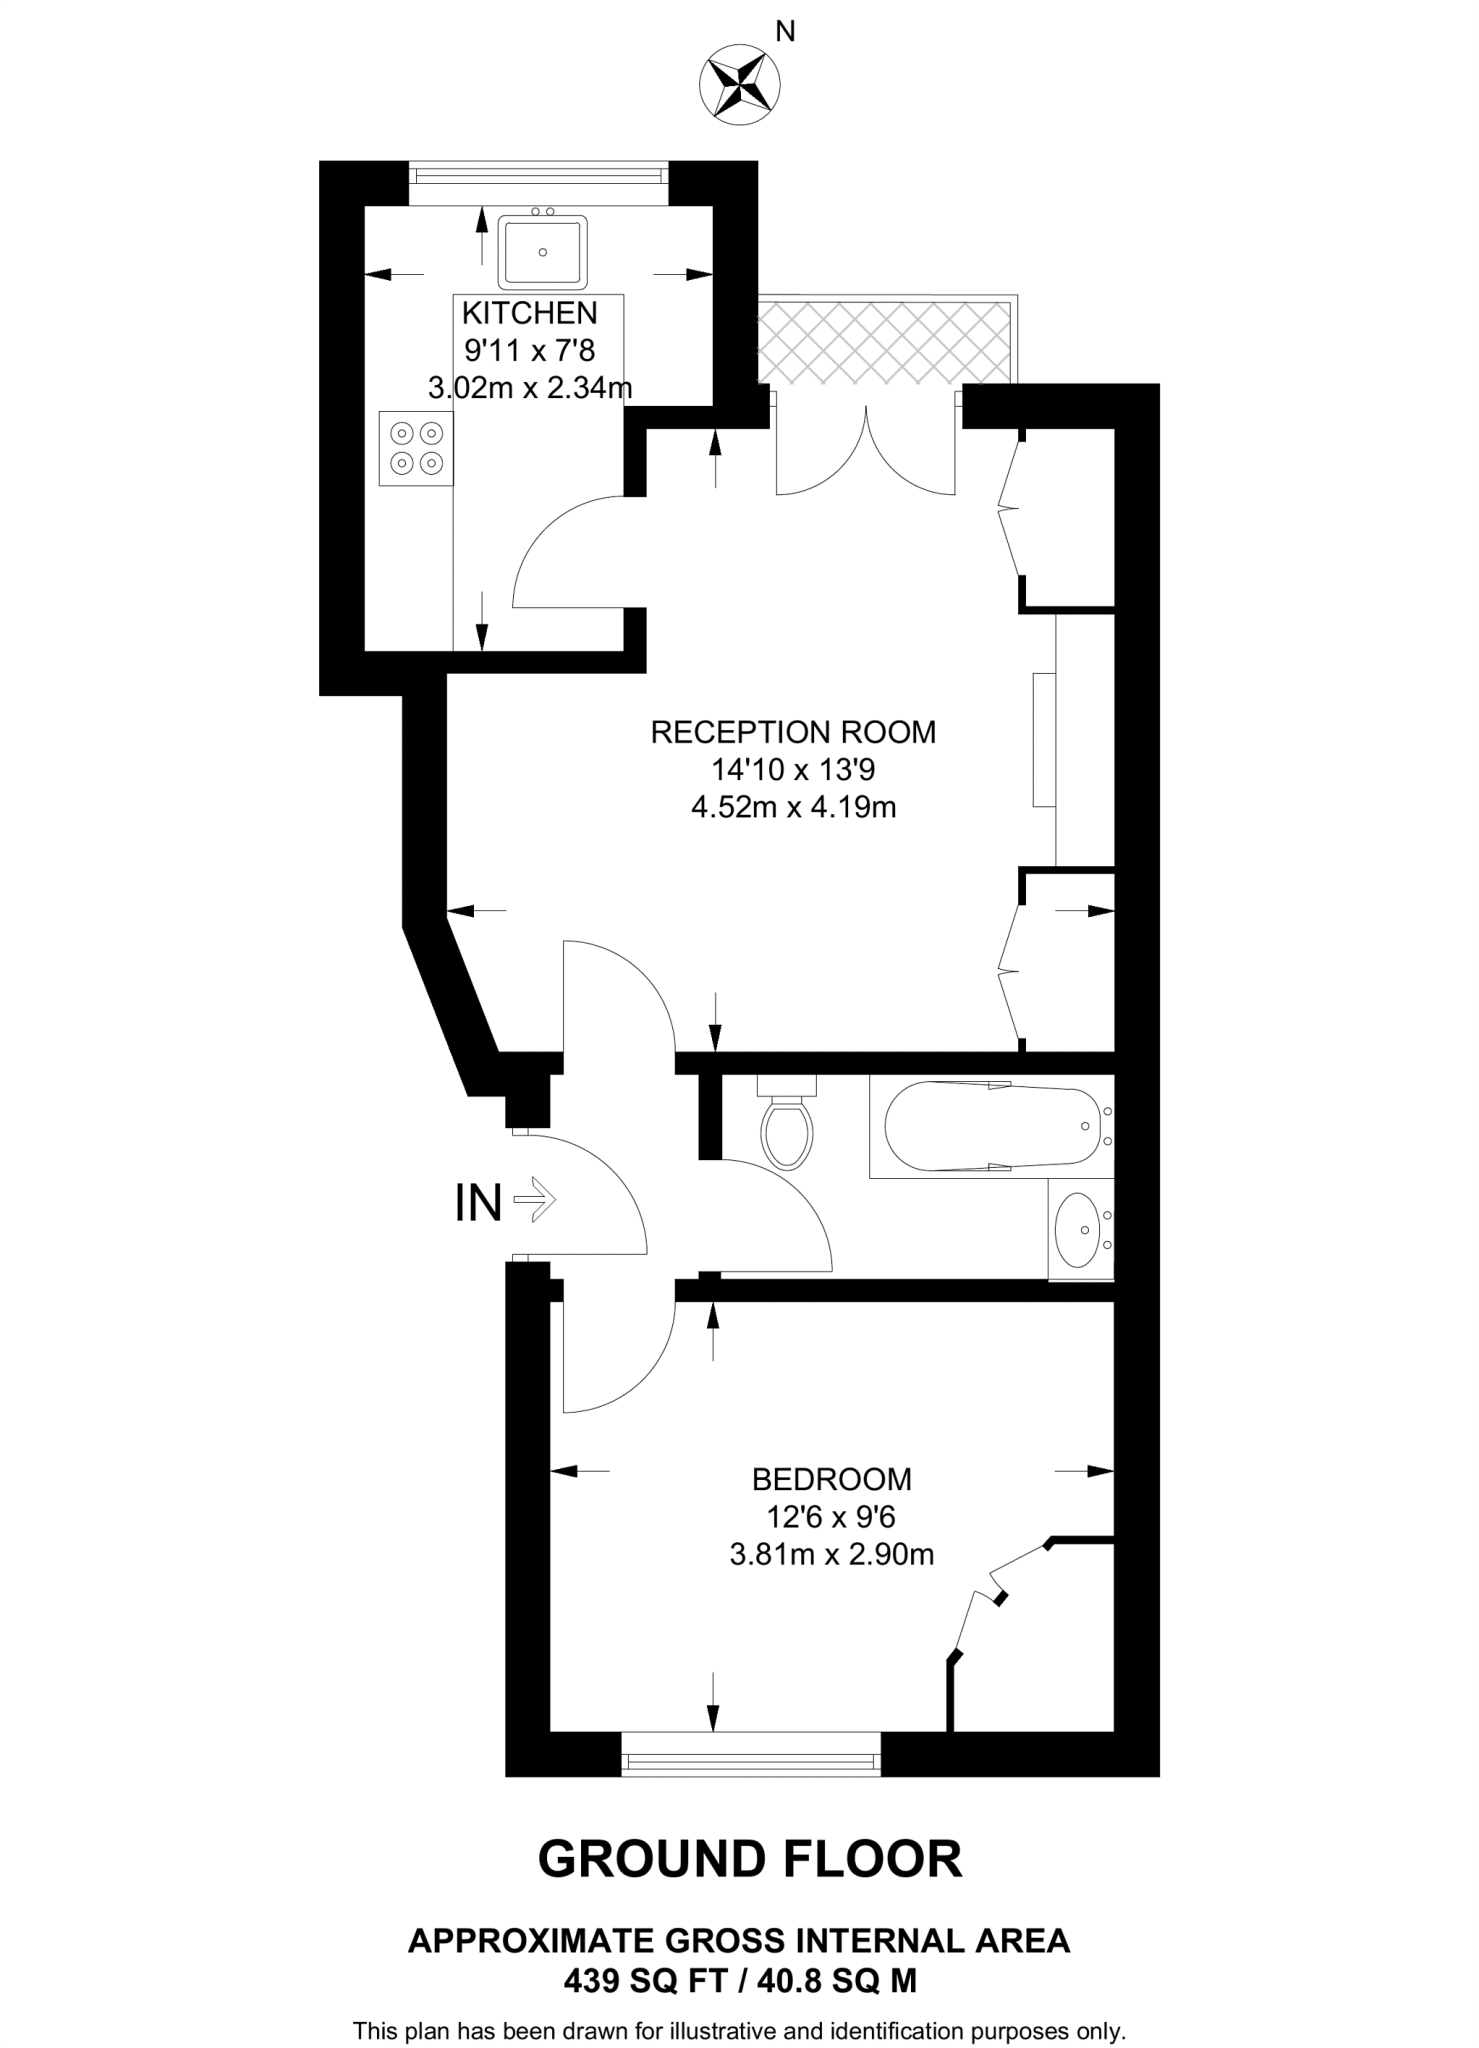 N
KITCHEN
9'11 x 7'8
3.02m x 2.34m
RECEPTION ROOM
14'10 x 13'9
4.52m x 4.19m
IN
BEDROOM
12'6 x 9'6
3.81m x 2.90m
GROUND FLOOR
APPROXIMATE GROSS INTERNAL AREA
439 SQ FT / 40.8 SQ M
This plan has been drawn for illustrative and identification purposes only.